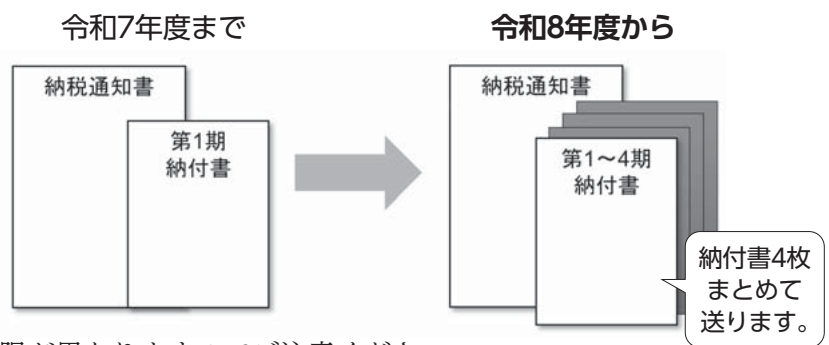 令和7年度まで
令和8年度から
納税通知書
第1期
納付書
納税通知書
第1～4期
納付書
納付書4枚
まとめて
送ります。